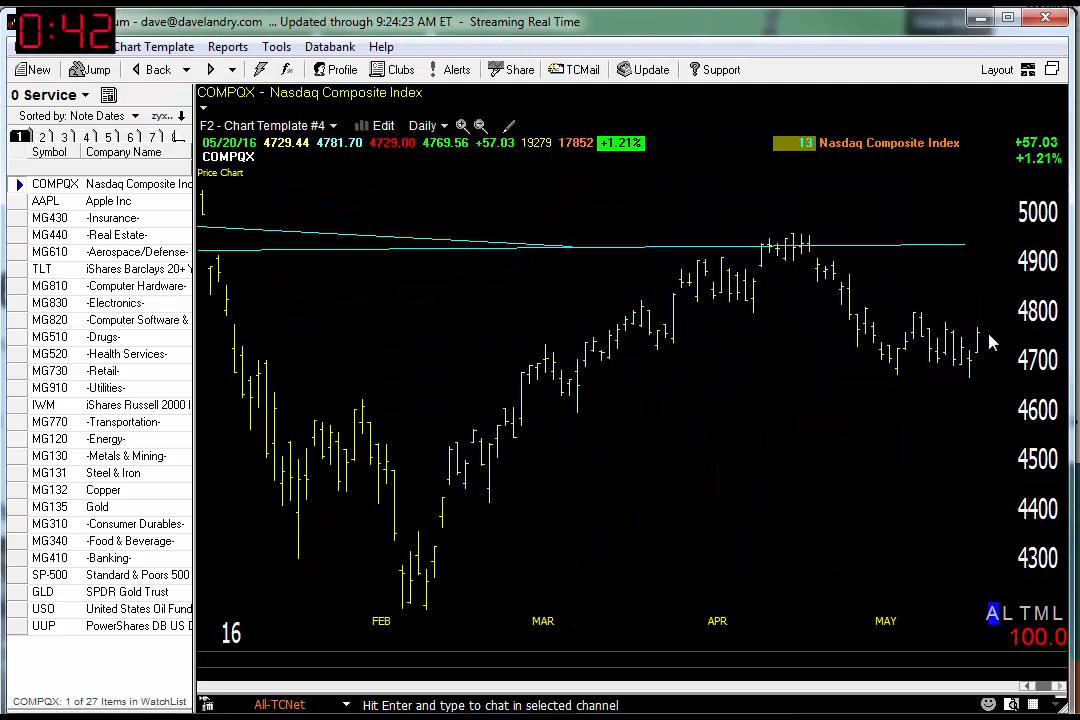 um - dave@davelandry.com ... Updated through 9:24:23 AM ET - Streaming Real Time
0:42
Chart Template Reports Tools Databank Help
New Jump Back Profile Clubs Alerts Share TCMail Update Support Layout
0 Service
Sorted by: Note Dates zyx..
1 2 3 4 5 6 7
Symbol Company Name
COMPQX Nasdaq Composite Inc
AAPL Apple Inc
MG430 -Insurance-
MG440 -Real Estate-
MG610 -Aerospace/Defense-
TLT iShares Barclays 20+ Y
MG810 -Computer Hardware-
MG830 -Electronics-
MG820 -Computer Software &
MG510 -Drugs-
MG520 -Health Services-
MG730 -Retail-
MG910 -Utilities-
IWM iShares Russell 2000 I
MG770 -Transportation-
MG120 -Energy-
MG130 -Metals & Mining-
MG131 Steel & Iron
MG132 Copper
MG135 Gold
MG310 -Consumer Durables-
MG340 -Food & Beverage-
MG410 -Banking-
SP-500 Standard & Poors 500
GLD SPDR Gold Trust
USO United States Oil Fund
UUP PowerShares DB US D
COMPQX: 1 of 27 Items in WatchList
COMPQX - Nasdaq Composite Index
F2 - Chart Template #4 Edit Daily
05/20/16 4729.44 4781.70 4729.00 4769.56 +57.03 19279 17852 +1.21% 13 Nasdaq Composite Index +57.03
COMPQX +1.21%
Price Chart
5000
4900
4800
4700
4600
4500
4400
4300
16 FEB MAR APR MAY
A L T M L
100.0
All-TCNet Hit Enter and type to chat in selected channel